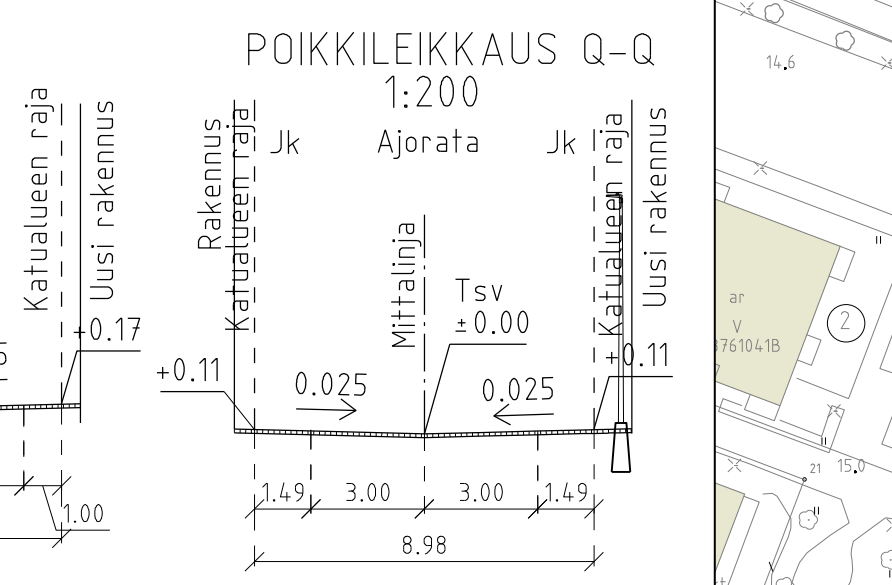 POIKKILEIKKAUS Q-Q
1:200
Katualueen raja
Uusi rakennus
+0.17
1.00
Rakennus
Katualueen raja
Jk
Ajorata
Jk
Katualueen raja
Uusi rakennus
Mittalinja
Tsv
±0.00
+0.11
0.025
0.025
+0.11
1.49
3.00
3.00
1.49
8.98
14.6
ar
V
3761041B
2
21
15.0